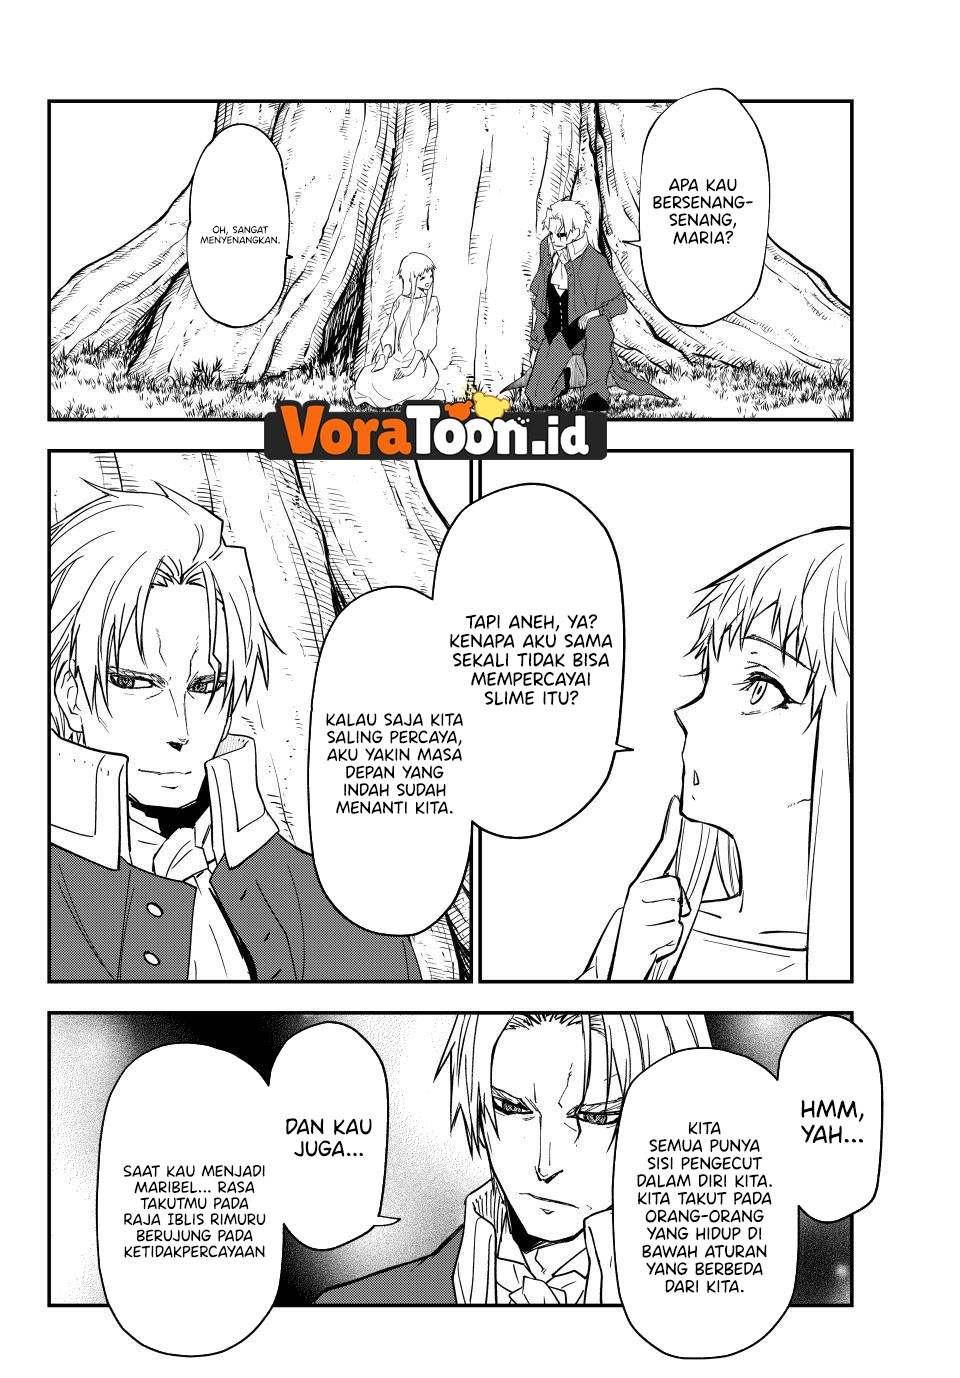 APA KAU
BERSENANG-
SENANG,
MARIA?
OH, SANGAT
MENYENANGKAN.
VoraToon.id
TAPI ANEH, YA?
KENAPA AKU SAMA
SEKALI TIDAK BISA
MEMPERCAYAI
SLIME ITU?
KALAU SAJA KITA
SALING PERCAYA,
AKU YAKIN MASA
DEPAN YANG
INDAH SUDAH
MENANTI KITA.
HMM,
YAH...
KITA
SEMUA PUNYA
SISI PENGECUT
DALAM DIRI KITA.
KITA TAKUT PADA
ORANG-ORANG
YANG HIDUP DI
BAWAH ATURAN
YANG BERBEDA
DARI KITA.
DAN KAU
JUGA...
SAAT KAU MENJADI
MARIBEL... RASA
TAKUTMU PADA
RAJA IBLIS RIMURU
BERUJUNG PADA
KETIDAKPERCAYAAN